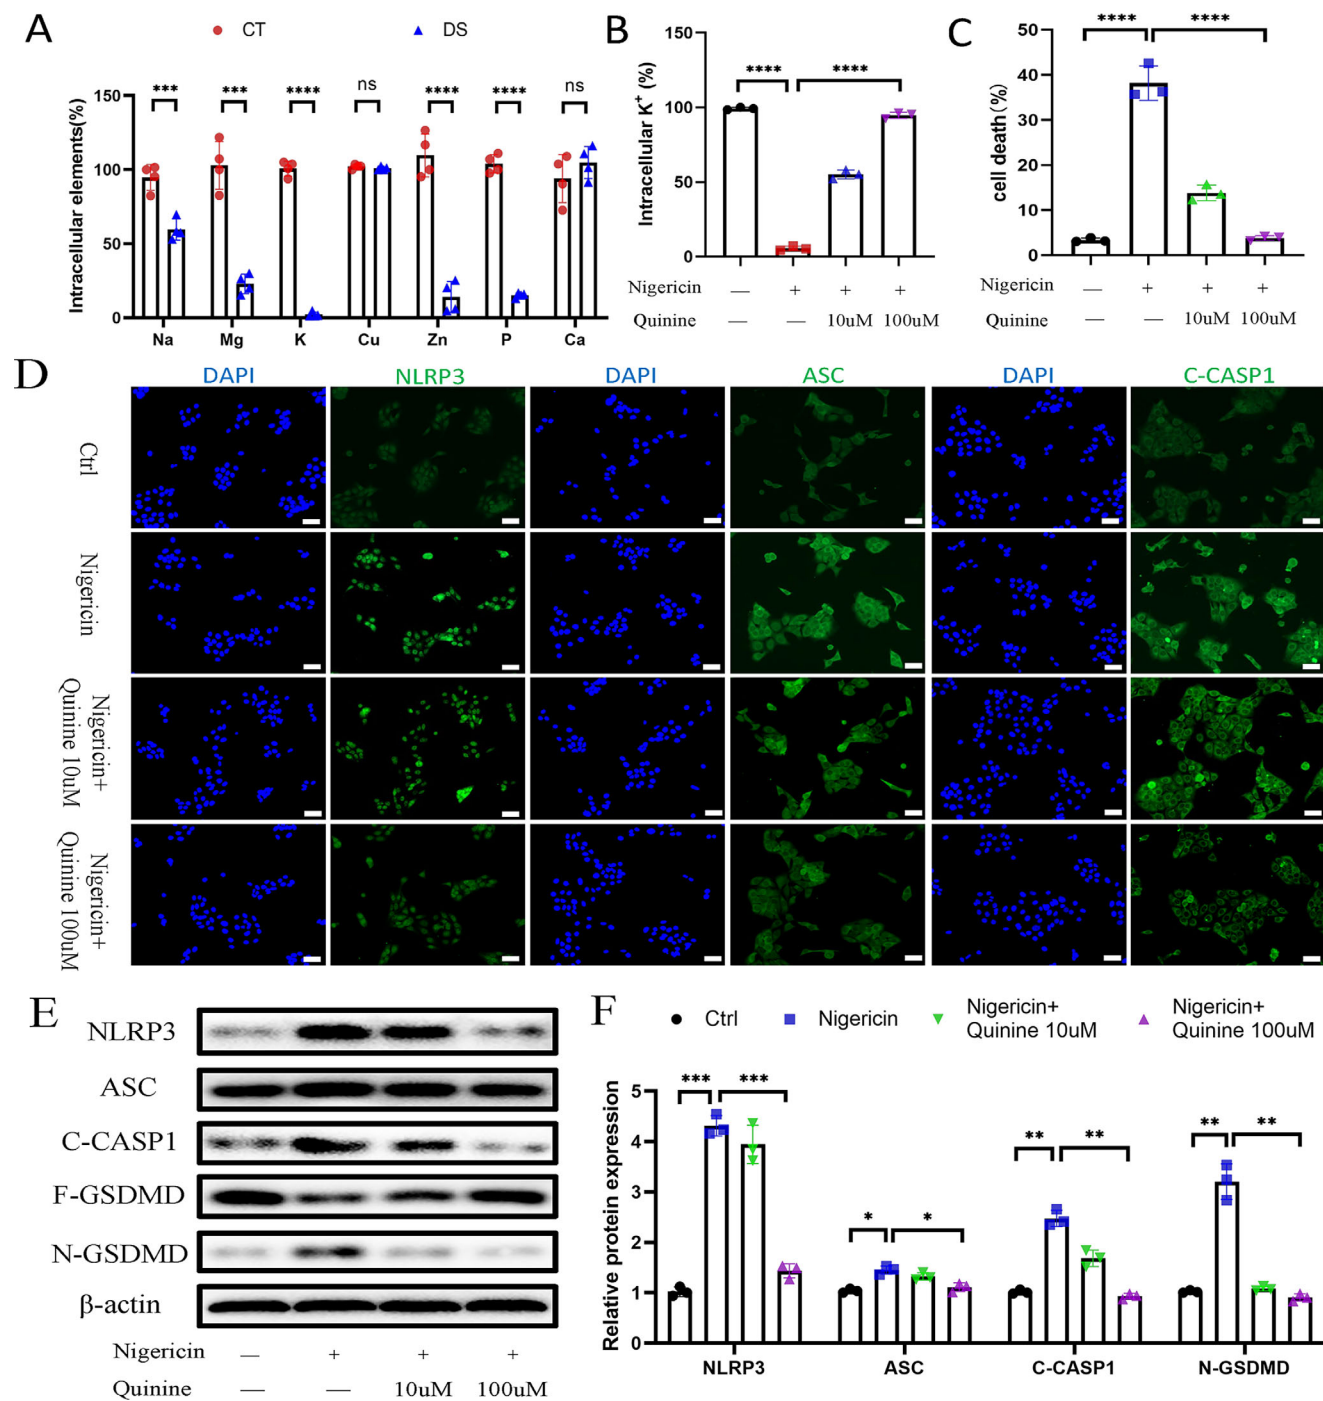 A
CT
DS
Intracellular elements(%)
150
100
50
0
*** *** **** ns **** **** ns
Na Mg K Cu Zn P Ca
B
Intracellular K+ (%)
150
100
50
0
**** ****
Nigericin — + + +
Quinine — — 10uM 100uM
C
cell death(%)
50
40
30
20
10
0
**** ****
Nigericin — + + +
Quinine — — 10uM 100uM
D
DAPI NLRP3 DAPI ASC DAPI C-CASP1
Ctrl
Nigericin
Nigericin+
Quinine 10uM
Nigericin+
Quinine 100uM
E
NLRP3
ASC
C-CASP1
F-GSDMD
N-GSDMD
β-actin
Nigericin — + + +
Quinine — — 10uM 100uM
F
Ctrl
Nigericin
Nigericin+
Quinine 10uM
Nigericin+
Quinine 100uM
Relative protein expression
5
4
3
2
1
0
*** *** * * ** ** ** **
NLRP3 ASC C-CASP1 N-GSDMD